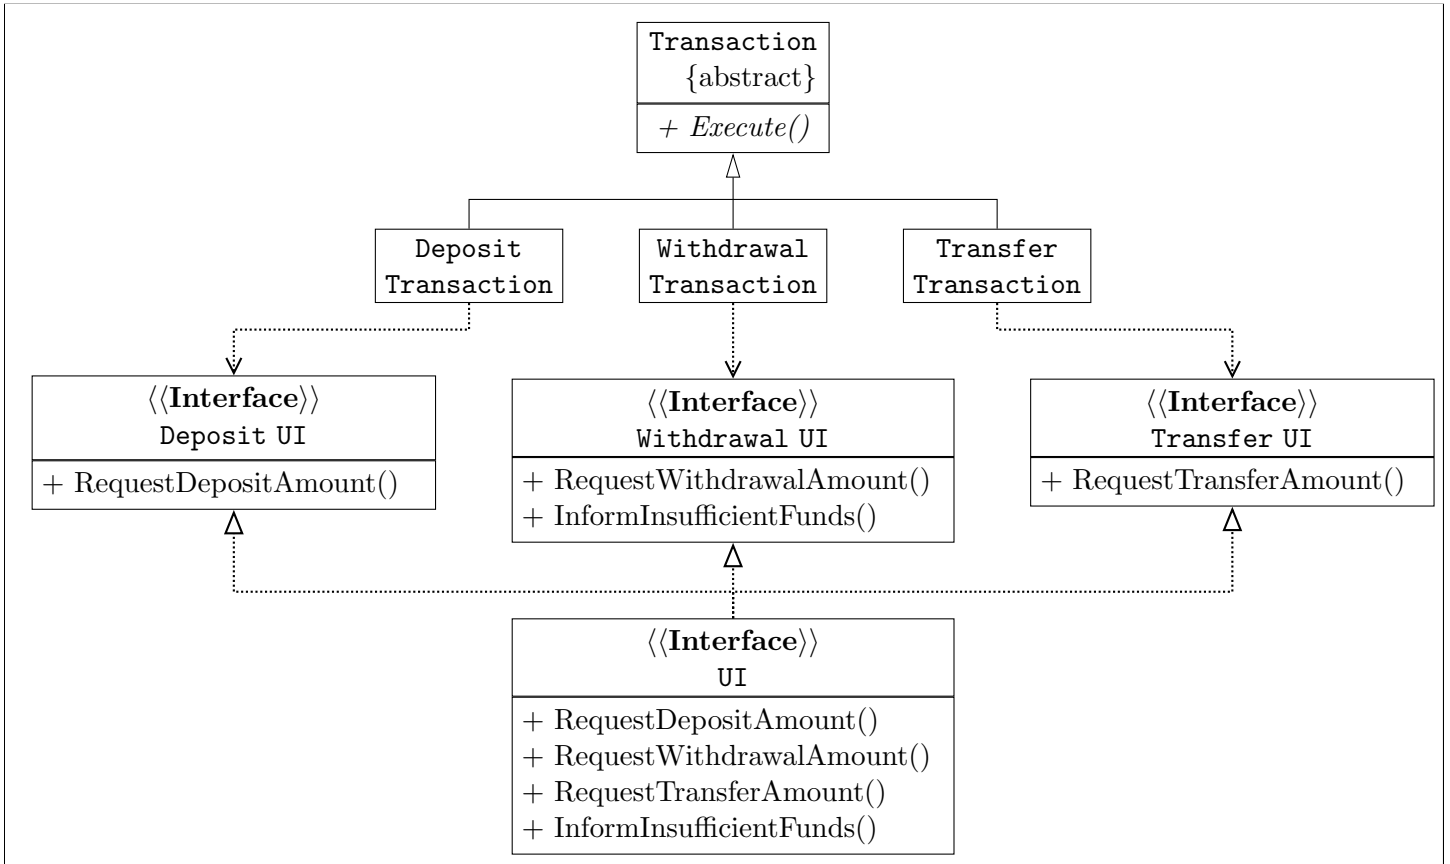 Transaction
{abstract}
+ Execute()
Deposit
Transaction
Withdrawal
Transaction
Transfer
Transaction
⟨⟨Interface⟩⟩
Deposit UI
+ RequestDepositAmount()
⟨⟨Interface⟩⟩
Withdrawal UI
+ RequestWithdrawalAmount()
+ InformInsufficientFunds()
⟨⟨Interface⟩⟩
Transfer UI
+ RequestTransferAmount()
⟨⟨Interface⟩⟩
UI
+ RequestDepositAmount()
+ RequestWithdrawalAmount()
+ RequestTransferAmount()
+ InformInsufficientFunds()